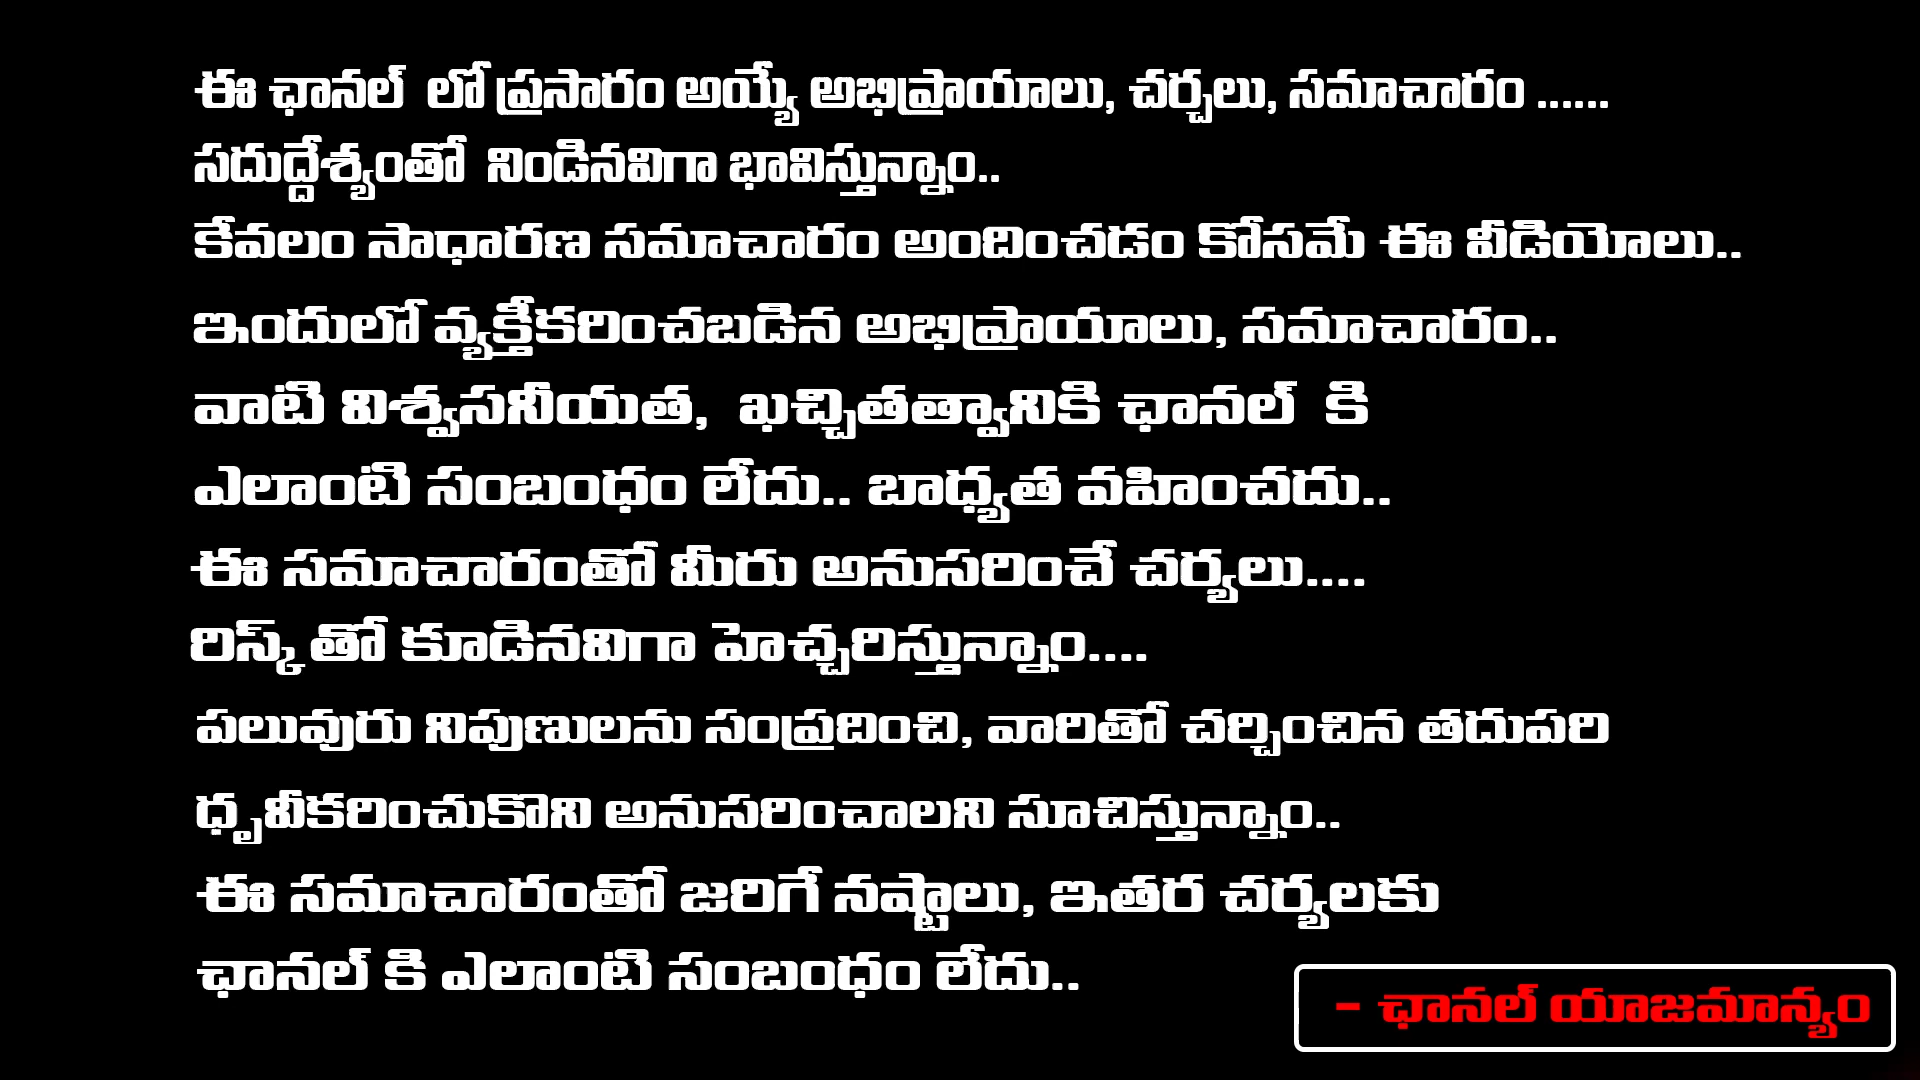 ఈ ఛానల్ లో ప్రసారం అయ్యే అభిప్రాయాలు, చర్చలు, సమాచారం ......
సదుద్దేశ్యంతో నిండినవిగా భావిస్తున్నాం..
కేవలం సాధారణ సమాచారం అందించడం కోసమే ఈ వీడియోలు..
ఇందులో వ్యక్తీకరించబడిన అభిప్రాయాలు, సమాచారం..
వాటి విశ్వసనీయత, ఖచ్చితత్వానికి ఛానల్ కి
ఎలాంటి సంబంధం లేదు.. బాధ్యత వహించదు..
ఈ సమాచారంతో మీరు అనుసరించే చర్యలు....
రిస్క్ తో కూడినవిగా హెచ్చరిస్తున్నాం....
పలువురు నిపుణులను సంప్రదించి, వారితో చర్చించిన తదుపరి
ధృవీకరించుకొని అనుసరించాలని సూచిస్తున్నాం..
ఈ సమాచారంతో జరిగే నష్టాలు, ఇతర చర్యలకు
ఛానల్ కి ఎలాంటి సంబంధం లేదు..
- ఛానల్ యాజమాన్యం